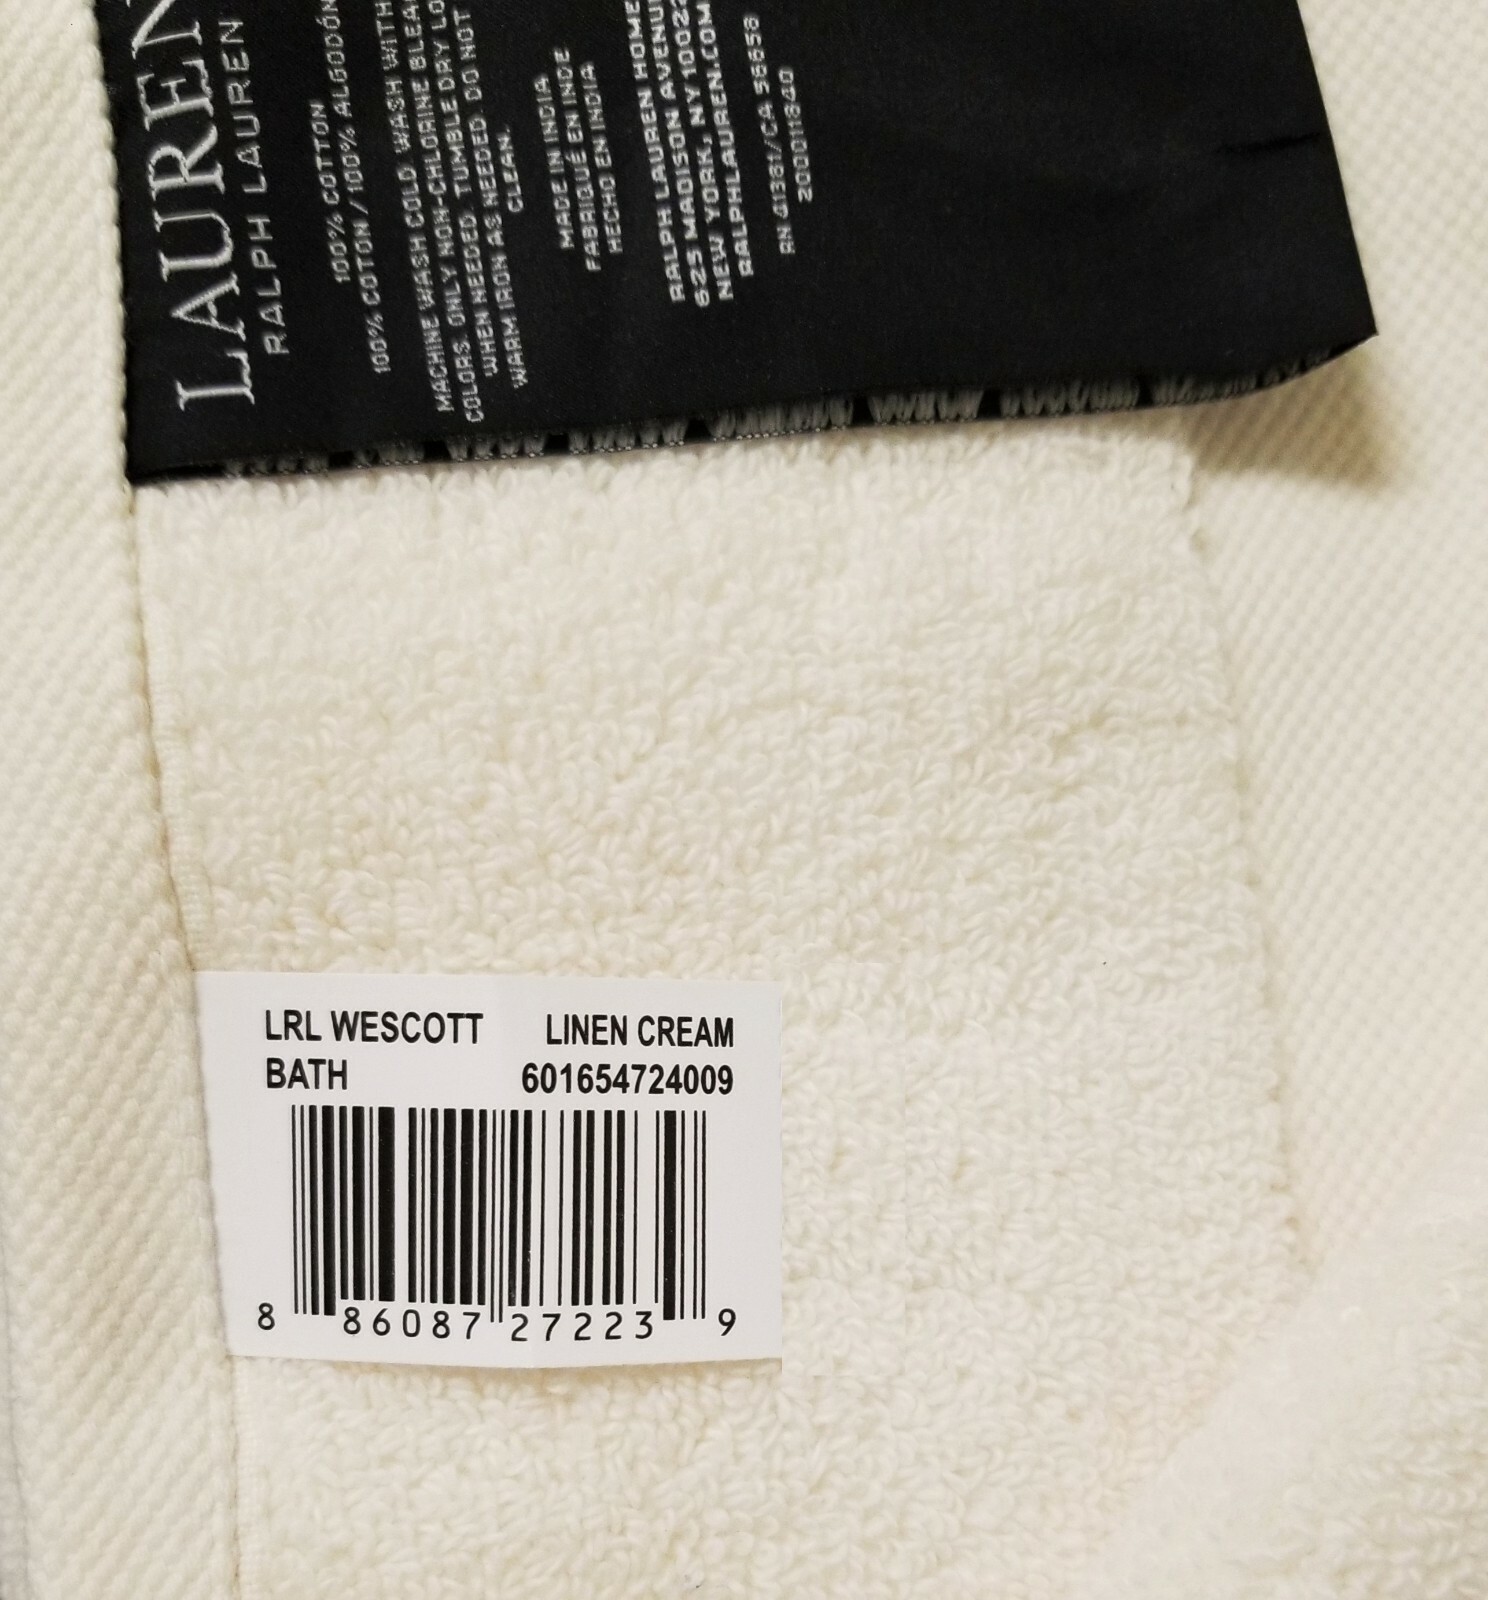 LAUREN
RALPH LAUREN
100% COTTON
100% COTTON / 100% ALGODÓN
MACHINE WASH COLD. WASH WITH
COLORS. ONLY NON-CHLORINE BLEA
WHEN NEEDED. TUMBLE DRY LO
WARM IRON AS NEEDED. DO NOT
CLEAN.
MADE IN INDIA
FABRIQUÉ EN INDE
HECHO EN INDIA
RALPH LAUREN HOME
625 MADISON AVENU
NEW YORK, NY 10022
RALPHLAUREN.COM
RN 41381/CA 56658
200011840
LRL WESCOTT LINEN CREAM
BATH 601654724009
8 86087 27223 9